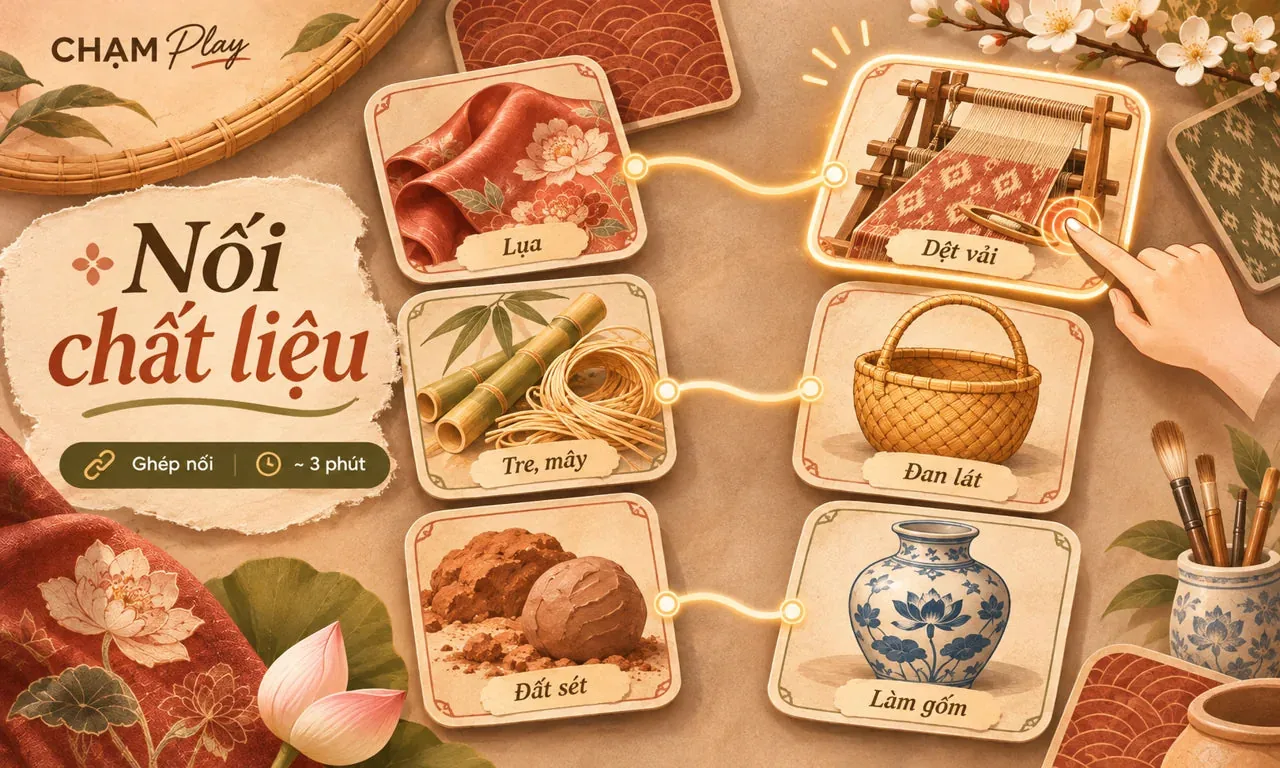 CHẠM Play
Nối
chất liệu
Ghép nối | ~ 3 phút
Lụa
Dệt vải
Tre, mây
Đan lát
Đất sét
Làm gốm